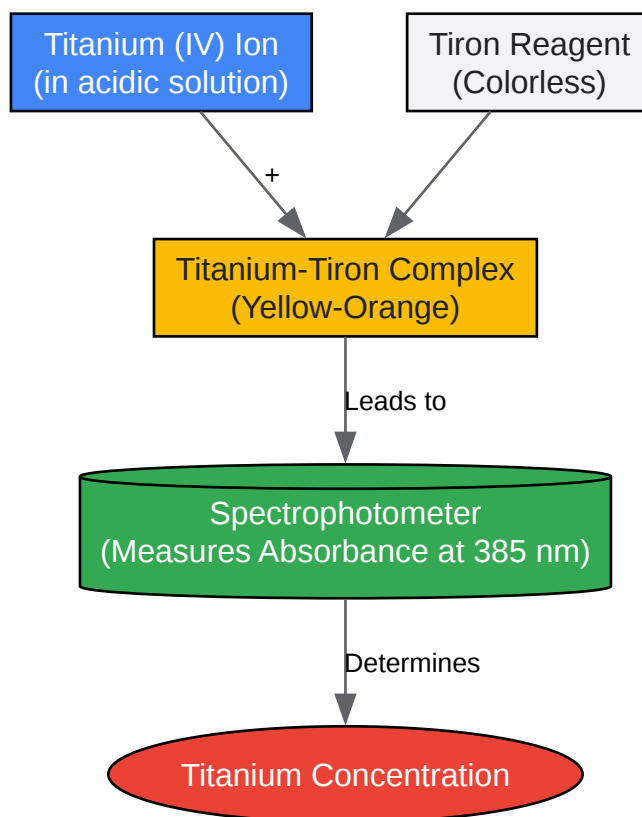 Titanium (IV) Ion
(in acidic solution)
Tiron Reagent
(Colorless)
+
Titanium-Tiron Complex
(Yellow-Orange)
Leads to
Spectrophotometer
(Measures Absorbance at 385 nm)
Determines
Titanium Concentration